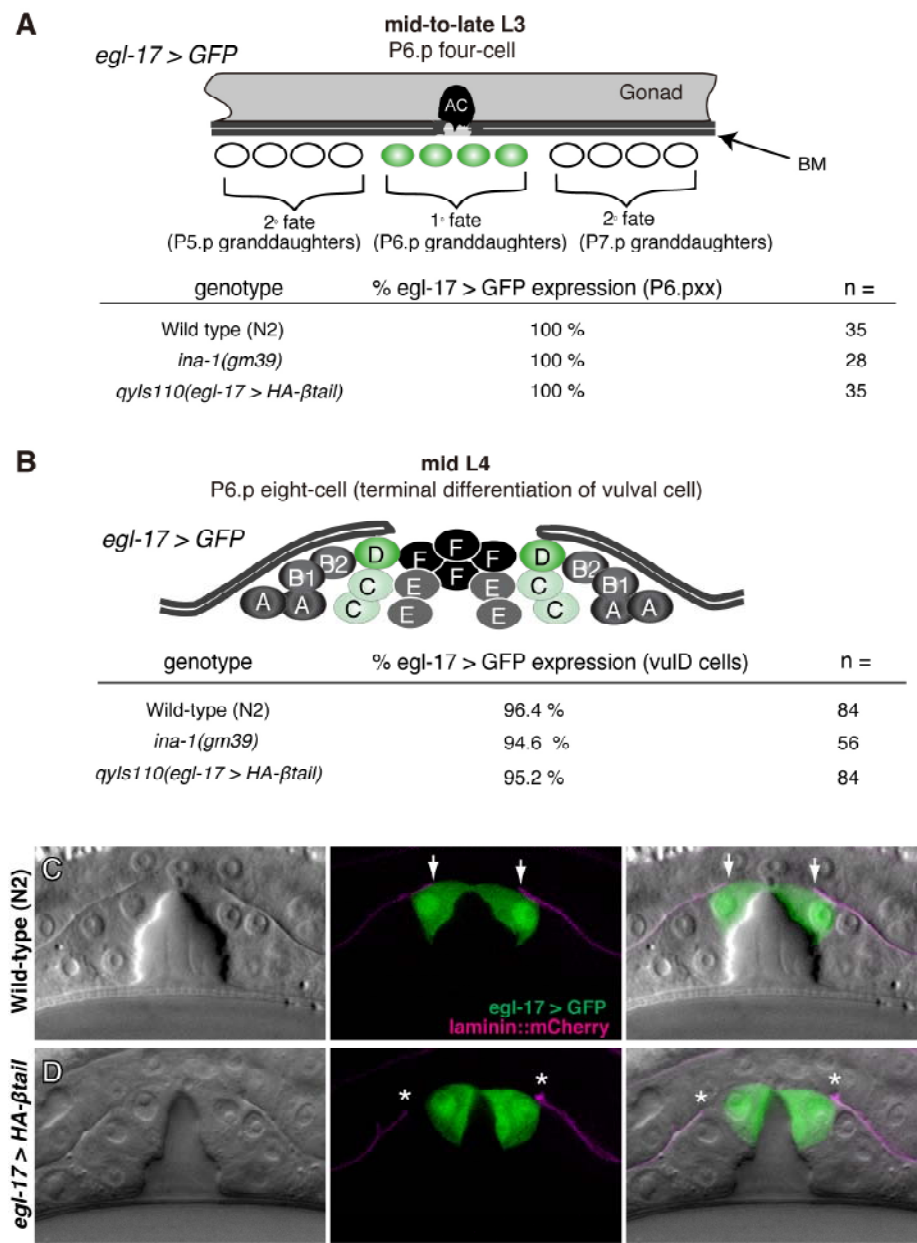 A
mid-to-late L3
egl-17 > GFP
P6.p four-cell
Gonad
AC
BM
2° fate
(P5.p granddaughters)
1° fate
(P6.p granddaughters)
2° fate
(P7.p granddaughters)
genotype % egl-17 > GFP expression (P6.pxx) n =
Wild type (N2) 100 % 35
ina-1(gm39) 100 % 28
qyIs110(egl-17 > HA-βtail) 100 % 35
B
mid L4
P6.p eight-cell (terminal differentiation of vulval cell)
egl-17 > GFP
A A B1 B2 C C D E E F F F F E E D C C B2 B1 A A
genotype % egl-17 > GFP expression (vulD cells) n =
Wild-type (N2) 96.4 % 84
ina-1(gm39) 94.6 % 56
qyIs110(egl-17 > HA-βtail) 95.2 % 84
Wild-type (N2)
C
egl-17 > GFP
laminin::mCherry
egl-17 > HA-βtail
D
* *
* *